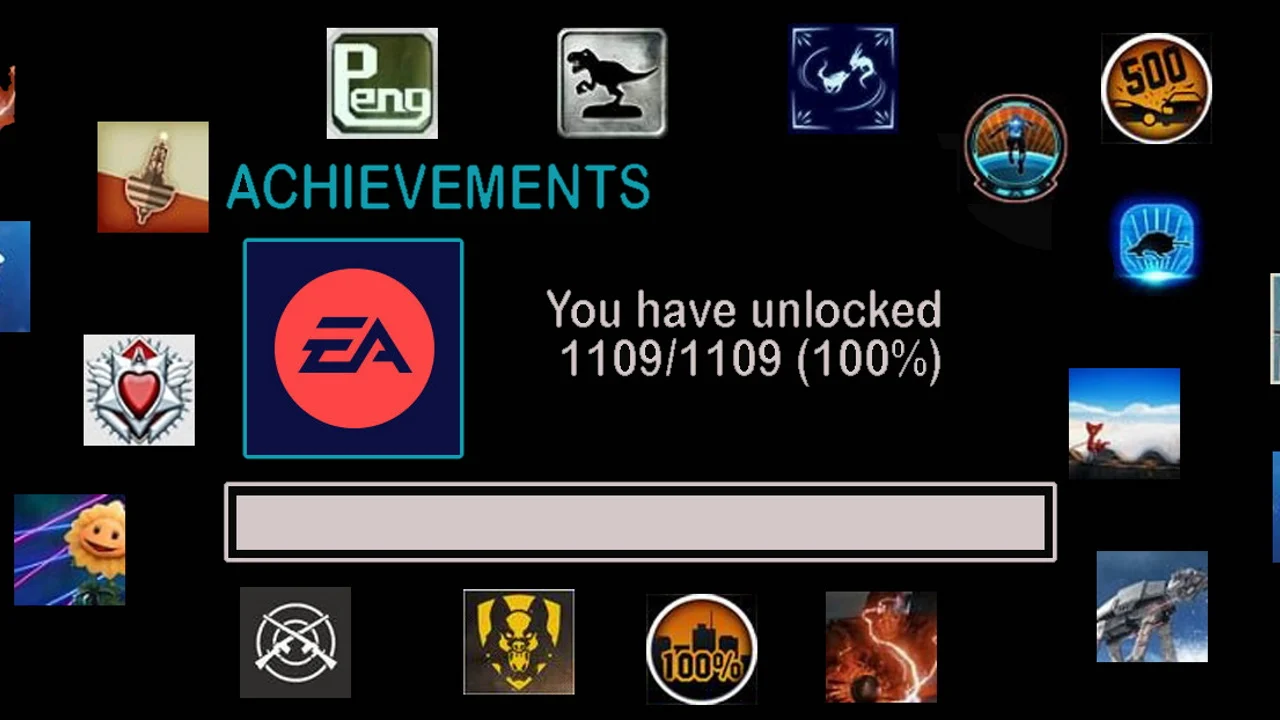 Peng
500
ACHIEVEMENTS
EA
You have unlocked
1109/1109 (100%)
A
100%